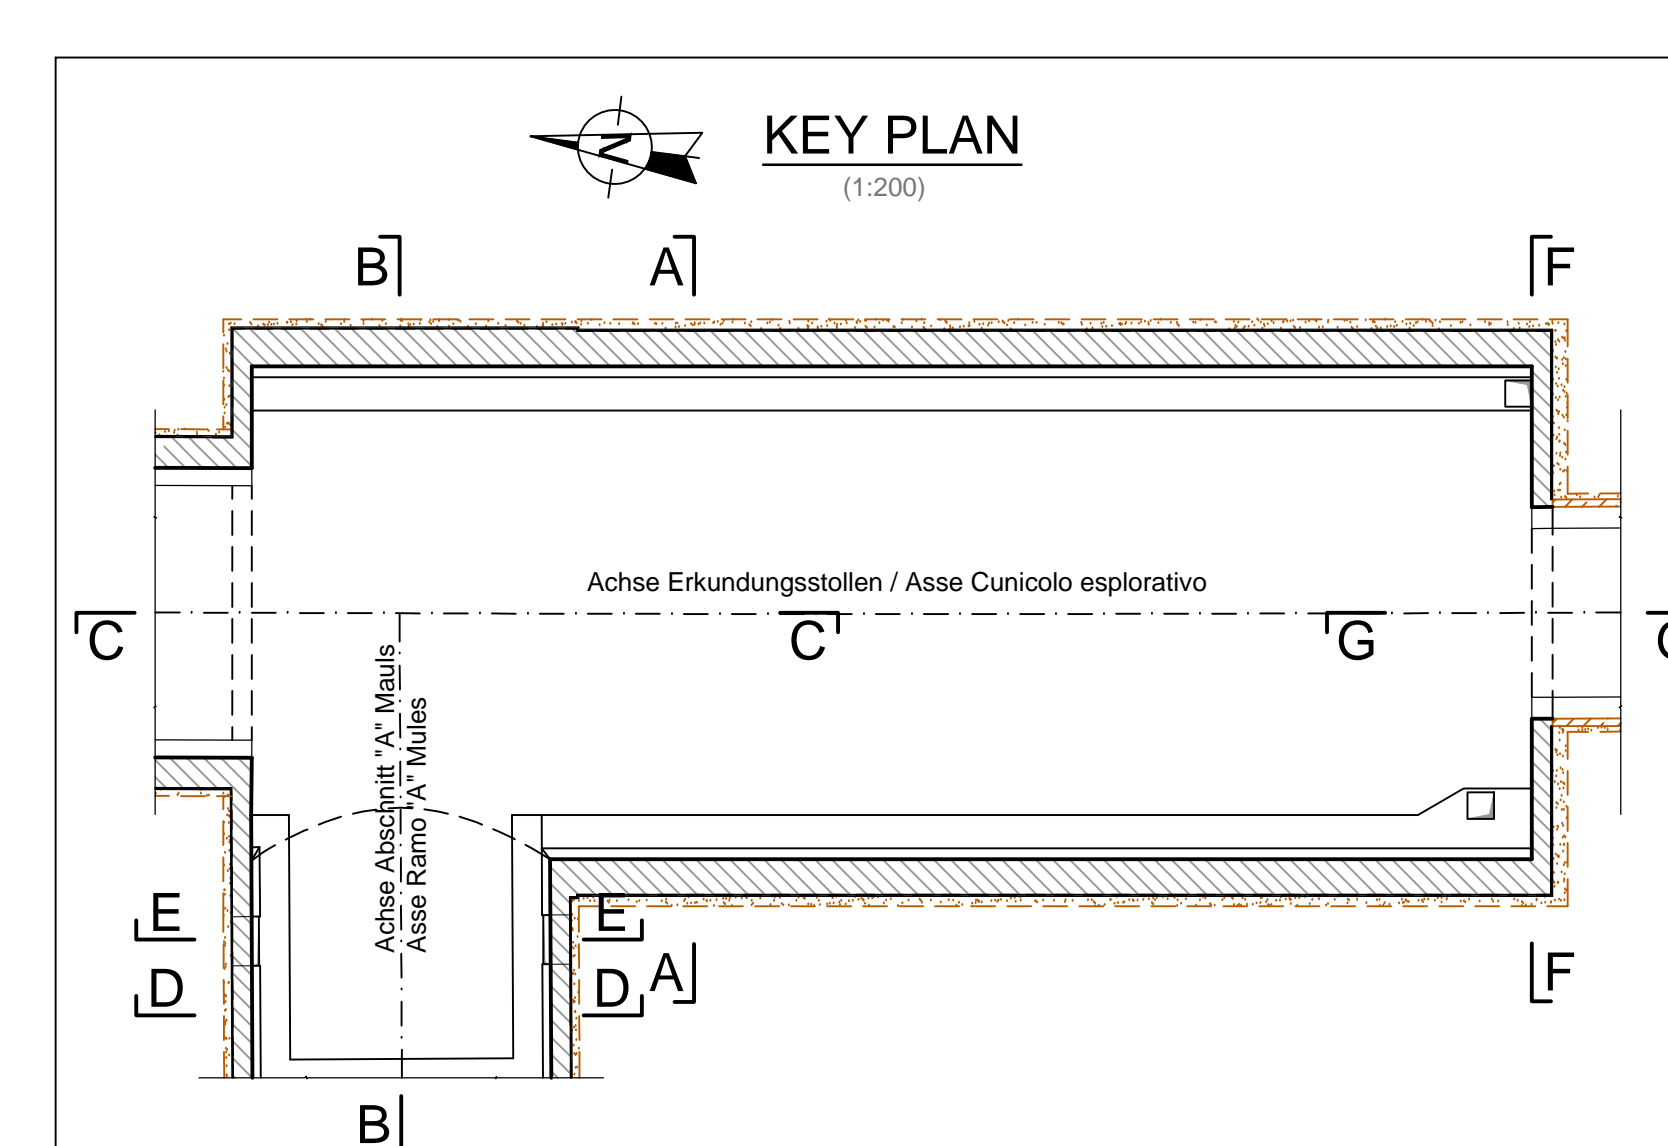 KEY PLAN
N
(1:200)
B
A
F
Achse Erkundungsstollen / Asse Cunicolo esplorativo
C
C
G
Achse Abschnitt "A" Mauls
Asse Ramo "A" Mules
E
E
D
D
A
F
B